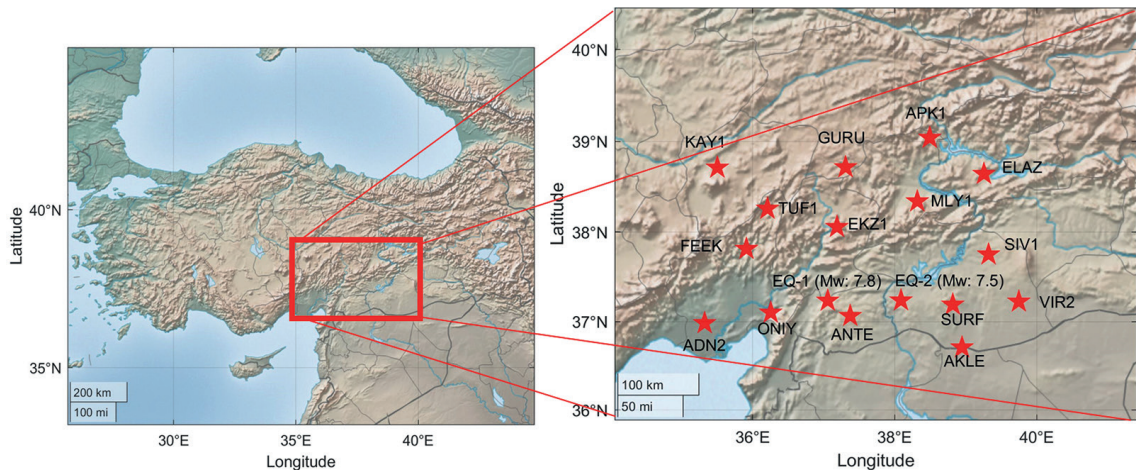 40°N
35°N
Latitude
200 km
100 mi
30°E
35°E
40°E
Longitude
40°N
39°N
38°N
37°N
36°N
Latitude
APK1
KAY1
GURU
ELAZ
MLY1
TUF1
EKZ1
FEEK
SIV1
EQ-1 (Mw: 7.8)
EQ-2 (Mw: 7.5)
VIR2
ONIY
SURF
ANTE
ADN2
AKLE
100 km
50 mi
36°E
38°E
40°E
Longitude